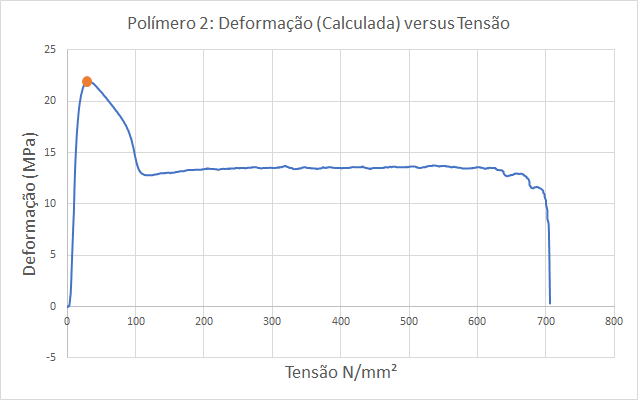 Polímero 2: Deformação (Calculada) versus Tensão
25
20
15
10
5
0
-5
0 100 200 300 400 500 600 700 800
Deformação (MPa)
Tensão N/mm²